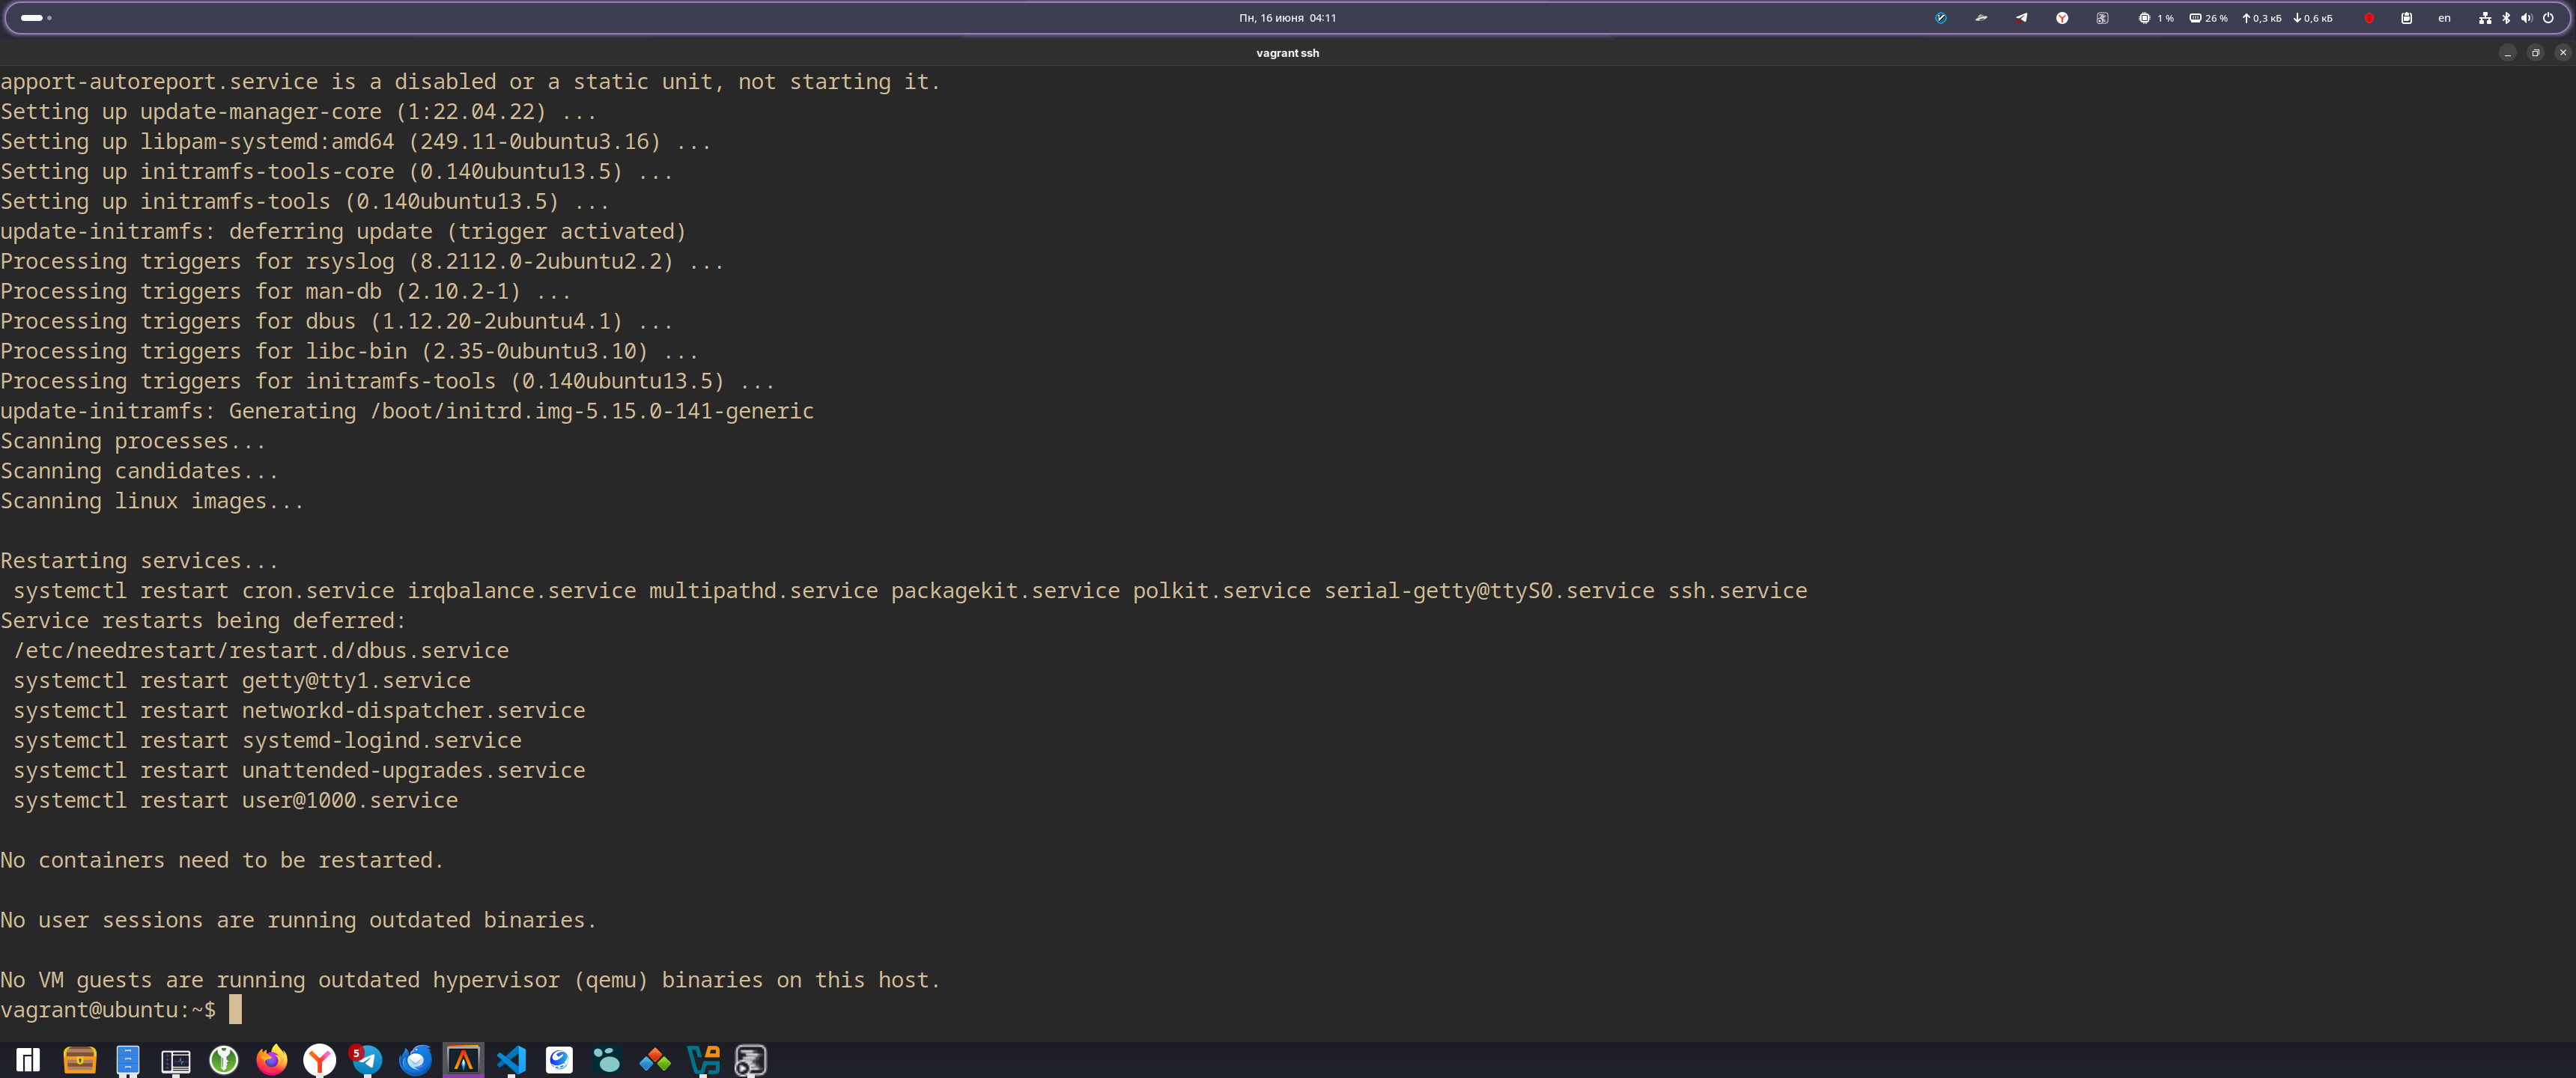 Пн, 16 июня 04:11
1 %
26 %
0,3 кБ
0,6 кБ
en
vagrant ssh
apport-autoreport.service is a disabled or a static unit, not starting it.
Setting up update-manager-core (1:22.04.22) ...
Setting up libpam-systemd:amd64 (249.11-0ubuntu3.16) ...
Setting up initramfs-tools-core (0.140ubuntu13.5) ...
Setting up initramfs-tools (0.140ubuntu13.5) ...
update-initramfs: deferring update (trigger activated)
Processing triggers for rsyslog (8.2112.0-2ubuntu2.2) ...
Processing triggers for man-db (2.10.2-1) ...
Processing triggers for dbus (1.12.20-2ubuntu4.1) ...
Processing triggers for libc-bin (2.35-0ubuntu3.10) ...
Processing triggers for initramfs-tools (0.140ubuntu13.5) ...
update-initramfs: Generating /boot/initrd.img-5.15.0-141-generic
Scanning processes...
Scanning candidates...
Scanning linux images...
Restarting services...
systemctl restart cron.service irqbalance.service multipathd.service packagekit.service polkit.service serial-getty@ttyS0.service ssh.service
Service restarts being deferred:
/etc/needrestart/restart.d/dbus.service
systemctl restart getty@tty1.service
systemctl restart networkd-dispatcher.service
systemctl restart systemd-logind.service
systemctl restart unattended-upgrades.service
systemctl restart user@1000.service
No containers need to be restarted.
No user sessions are running outdated binaries.
No VM guests are running outdated hypervisor (qemu) binaries on this host.
vagrant@ubuntu:~$
5